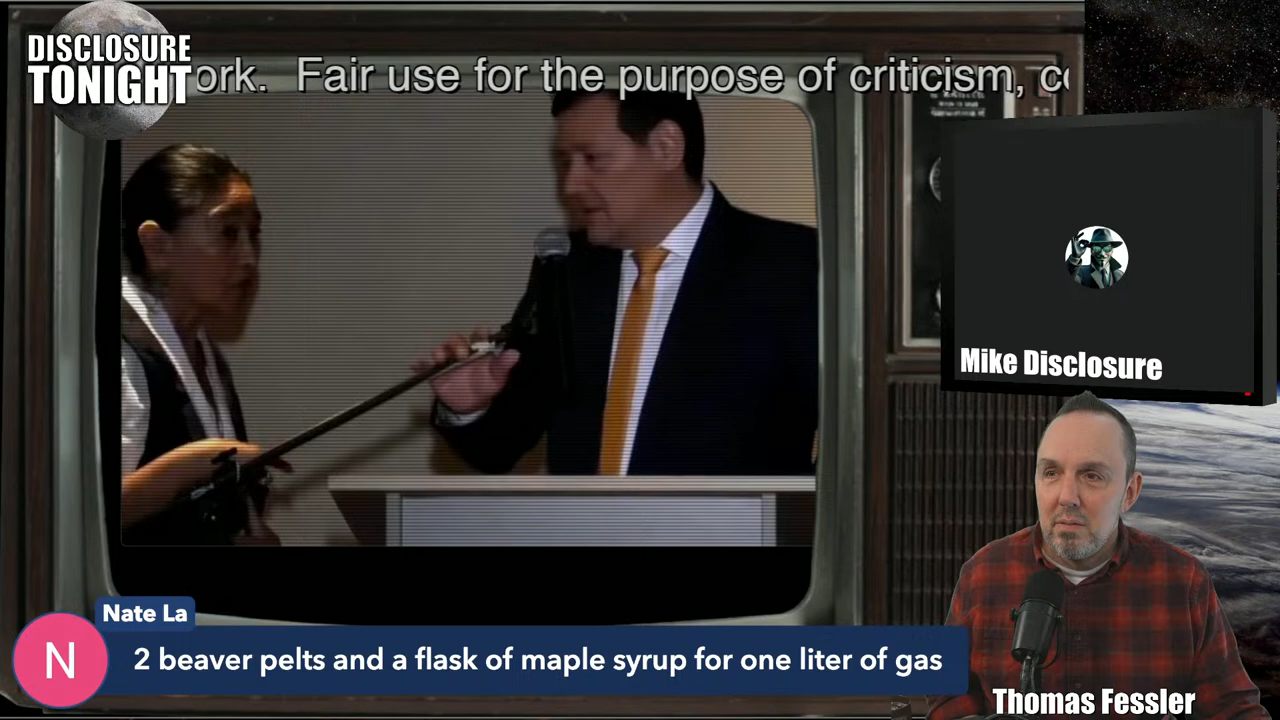 DISCLOSURE
TONIGHT
ork. Fair use for the purpose of criticism, co
Mike Disclosure
Nate La
N
2 beaver pelts and a flask of maple syrup for one liter of gas
Thomas Fessler